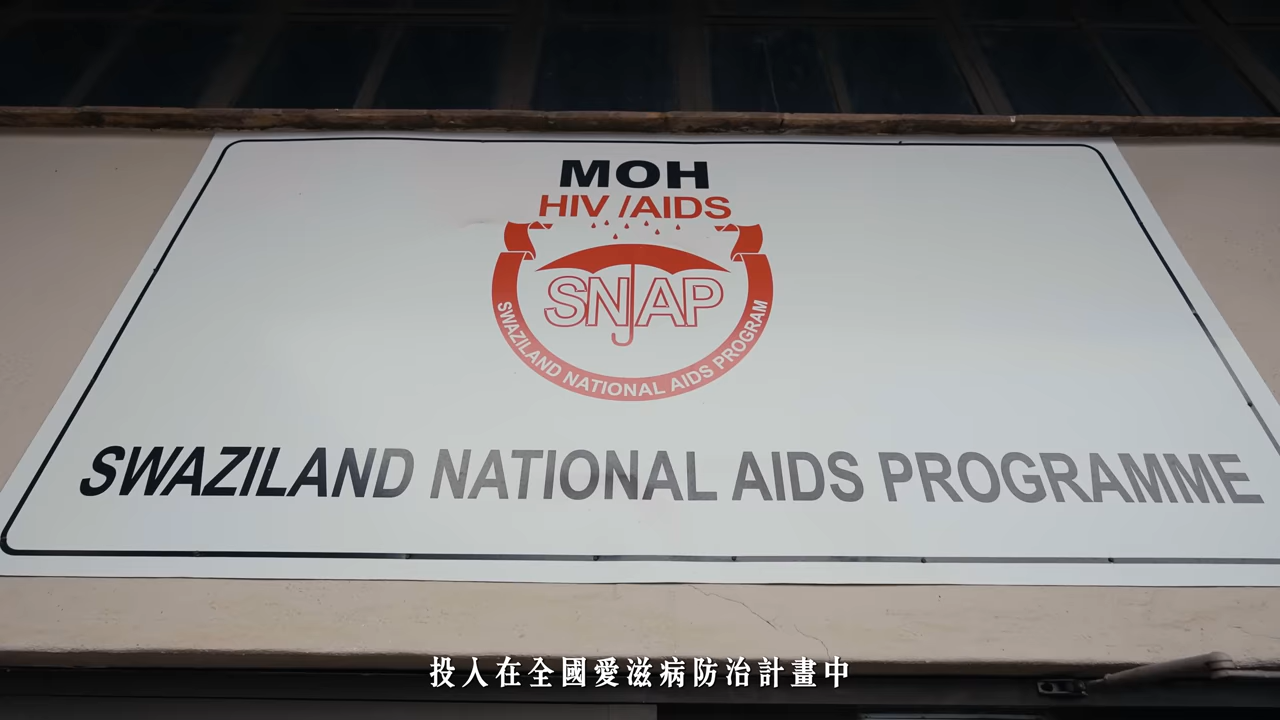 MOH
HIV/AIDS
SNAP
SWAZILAND NATIONAL AIDS PROGRAM
SWAZILAND NATIONAL AIDS PROGRAMME
投入在全國愛滋病防治計畫中